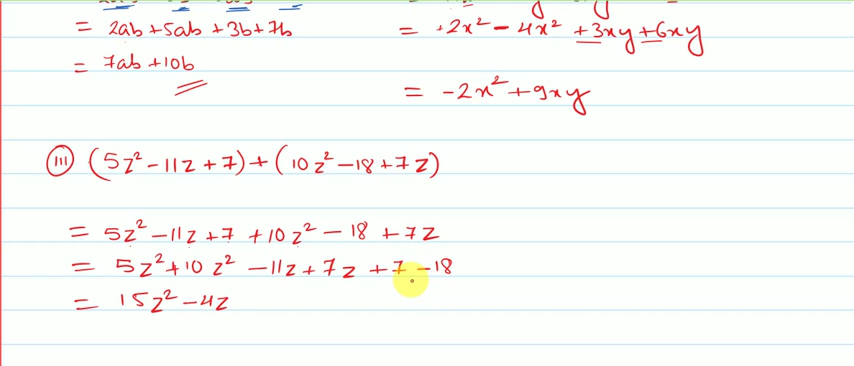 = 2ab + 5ab + 3b + 7b
= 7ab + 10b
= +2x² - 4x² + 3xy + 6xy
= -2x² + 9xy
(III) (5z² - 11z + 7) + (10z² - 18 + 7z)
= 5z² - 11z + 7 + 10z² - 18 + 7z
= 5z² + 10z² - 11z + 7z + 7 - 18
= 15z² - 4z